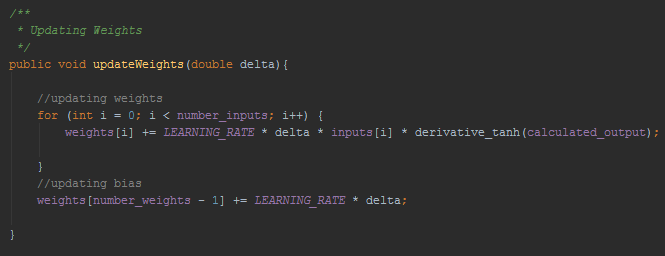 /**
 * Updating Weights
 */
public void updateWeights(double delta){
//updating weights
for (int i = 0; i < number_inputs; i++) {
weights[i] += LEARNING_RATE * delta * inputs[i] * derivative_tanh(calculated_output);
}
//updating bias
weights[number_weights - 1] += LEARNING_RATE * delta;
}